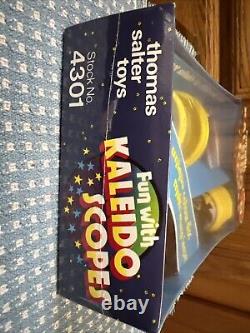 thomas
salter
toys
Stock No.
4301
Fun with
KALEIDO
SCOPES